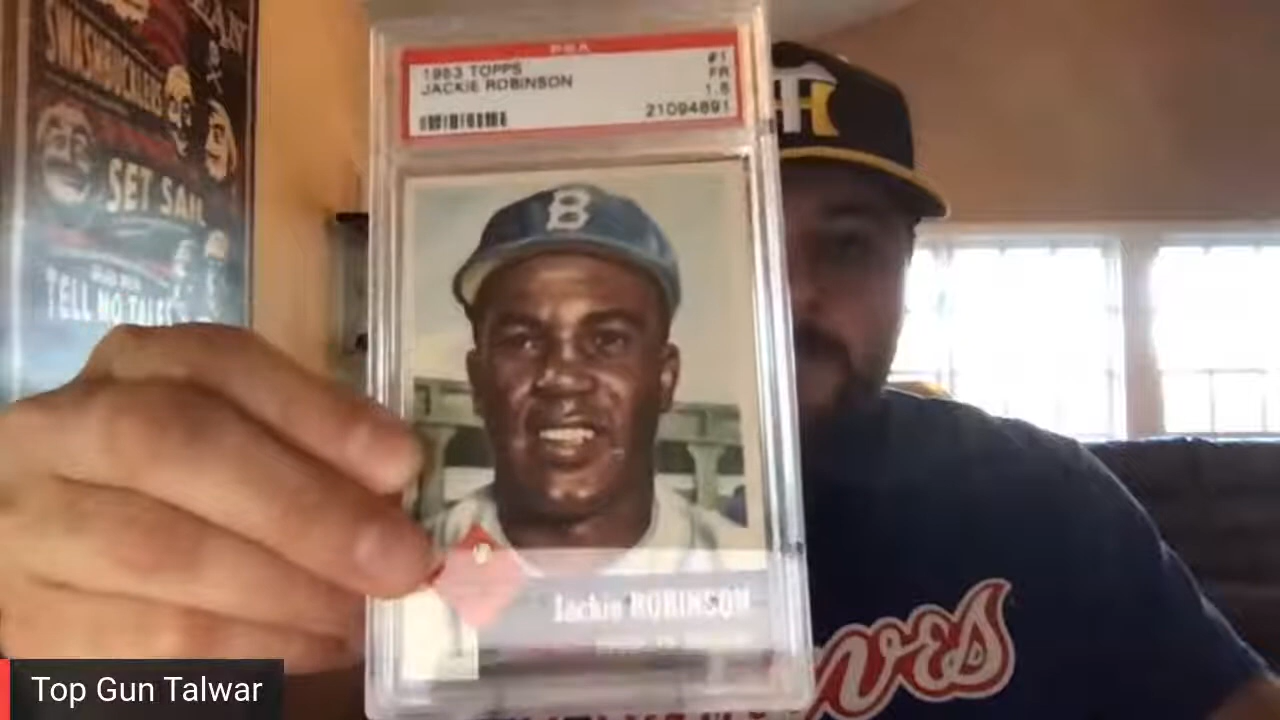 EAN
SWASHBUCKLERS
SET SAIL
TELL NO TALES
PSA
1953 TOPPS #1
JACKIE ROBINSON FR
1.5
21094891
B
Jackie ROBINSON
Top Gun Talwar